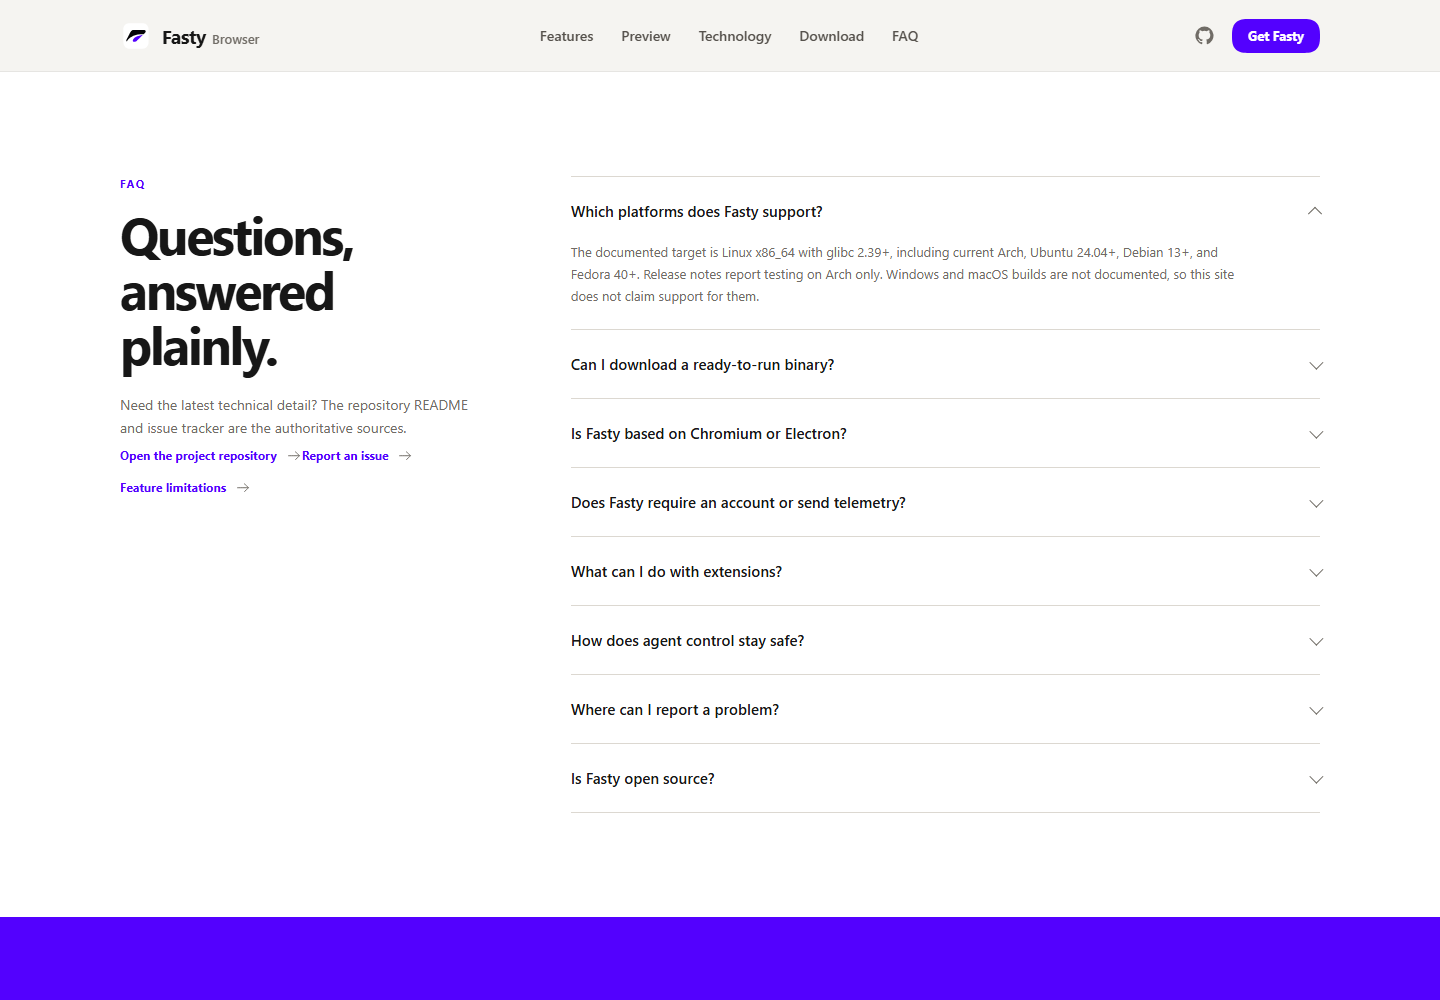 Fasty Browser
Features
Preview
Technology
Download
FAQ
Get Fasty
FAQ
Questions,
answered
plainly.
Need the latest technical detail? The repository README
and issue tracker are the authoritative sources.
Open the project repository
Report an issue
Feature limitations
Which platforms does Fasty support?
The documented target is Linux x86_64 with glibc 2.39+, including current Arch, Ubuntu 24.04+, Debian 13+, and
Fedora 40+. Release notes report testing on Arch only. Windows and macOS builds are not documented, so this site
does not claim support for them.
Can I download a ready-to-run binary?
Is Fasty based on Chromium or Electron?
Does Fasty require an account or send telemetry?
What can I do with extensions?
How does agent control stay safe?
Where can I report a problem?
Is Fasty open source?